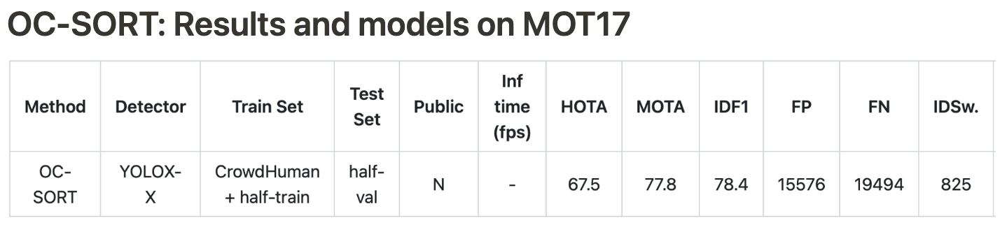 OC-SORT: Results and models on MOT17
Method Detector Train Set Test Set Public Inf time (fps) HOTA MOTA IDF1 FP FN IDSw.
OC-SORT YOLOX-X CrowdHuman + half-train half-val N - 67.5 77.8 78.4 15576 19494 825